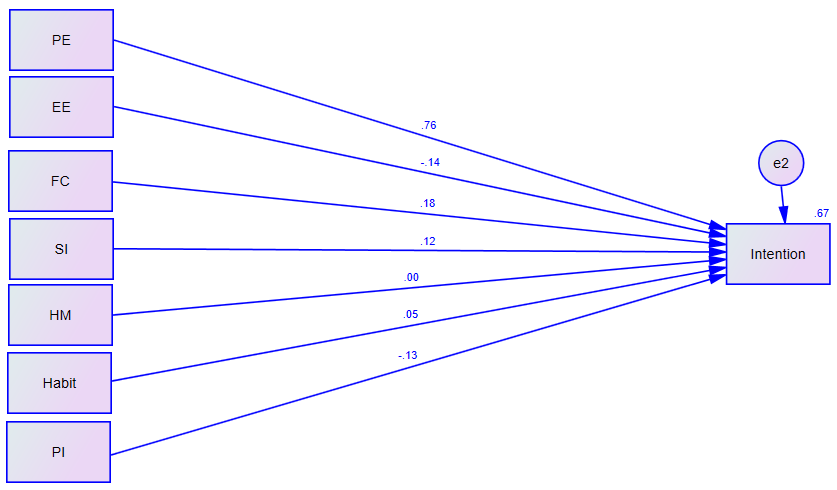 PE
EE
FC
SI
HM
Habit
PI
.76
-.14
.18
.12
.00
.05
-.13
e2
.67
Intention